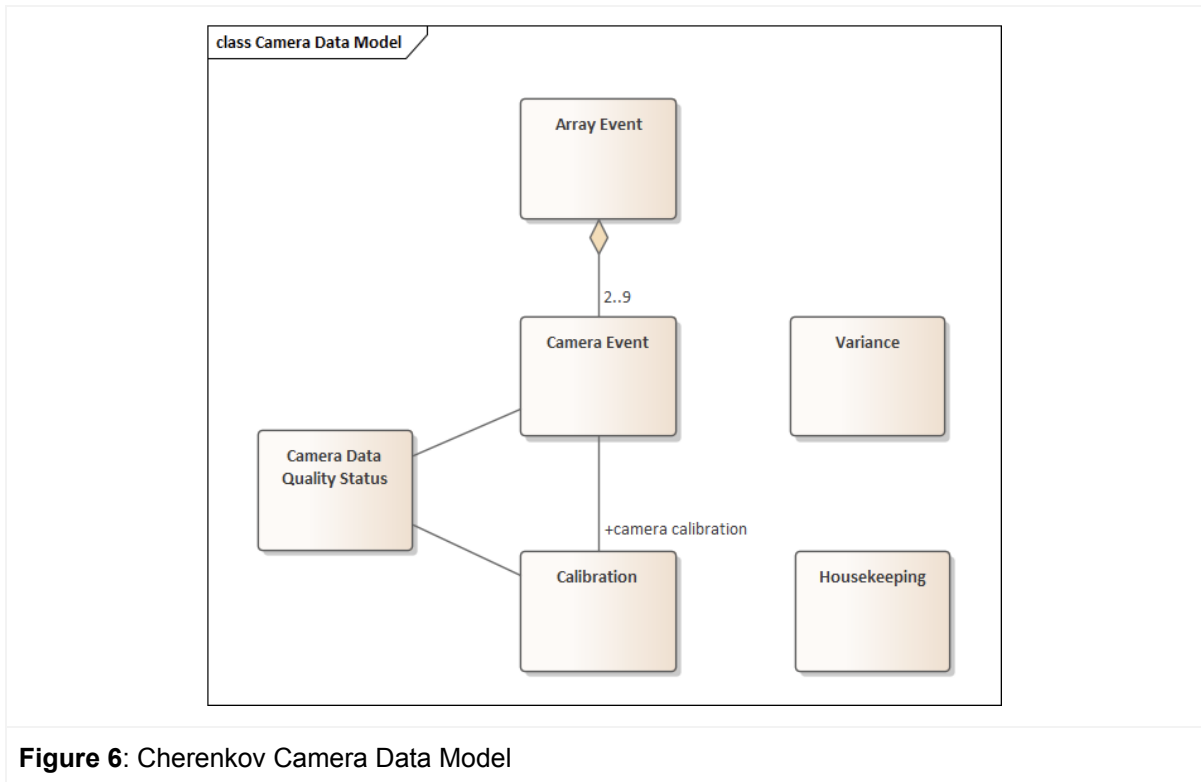 class Camera Data Model
Array Event
2..9
Camera Event
Variance
Camera Data
Quality Status
+camera calibration
Calibration
Housekeeping
Figure 6: Cherenkov Camera Data Model